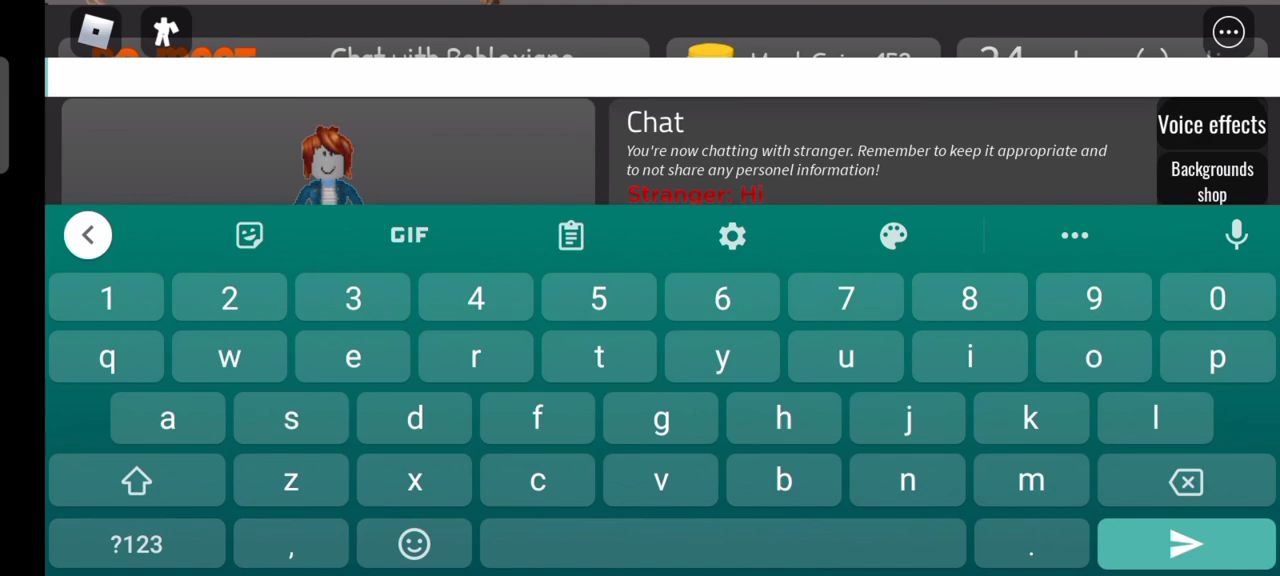 Voice effects
Chat
You're now chatting with stranger. Remember to keep it appropriate and
to not share any personel information!
Backgrounds
shop
Stranger: Hi
GIF
1 2 3 4 5 6 7 8 9 0
q w e r t y u i o p
a s d f g h j k l
z x c v b n m
?123 , .